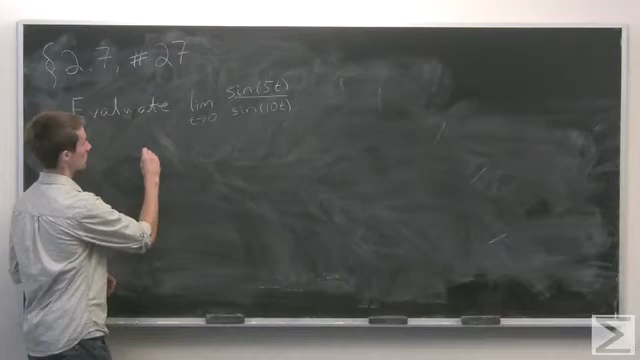 § 2.7, #27
Evaluate lim t→0 sin(5t)/sin(10t)